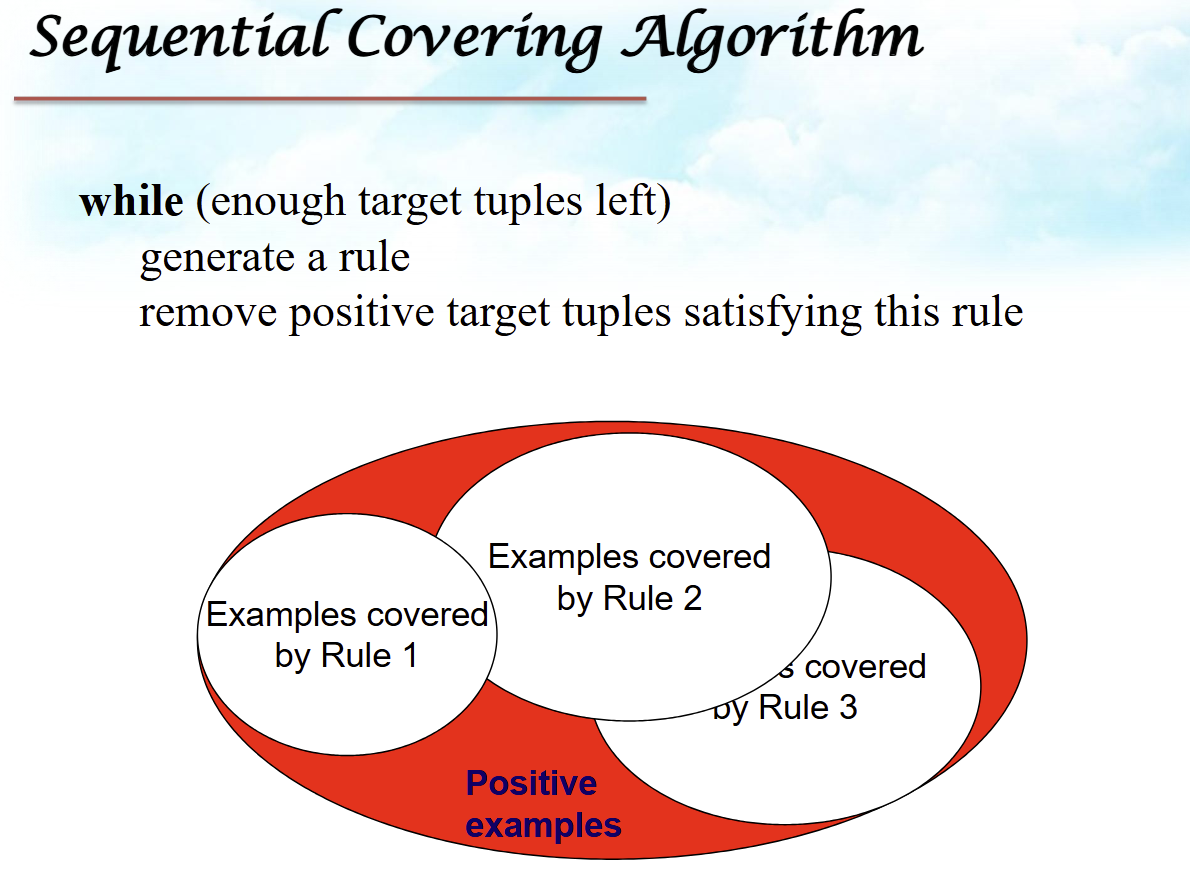 Sequential Covering Algorithm
while (enough target tuples left)
generate a rule
remove positive target tuples satisfying this rule
Examples covered
by Rule 2
Examples covered
by Rule 1
covered
by Rule 3
Positive
examples